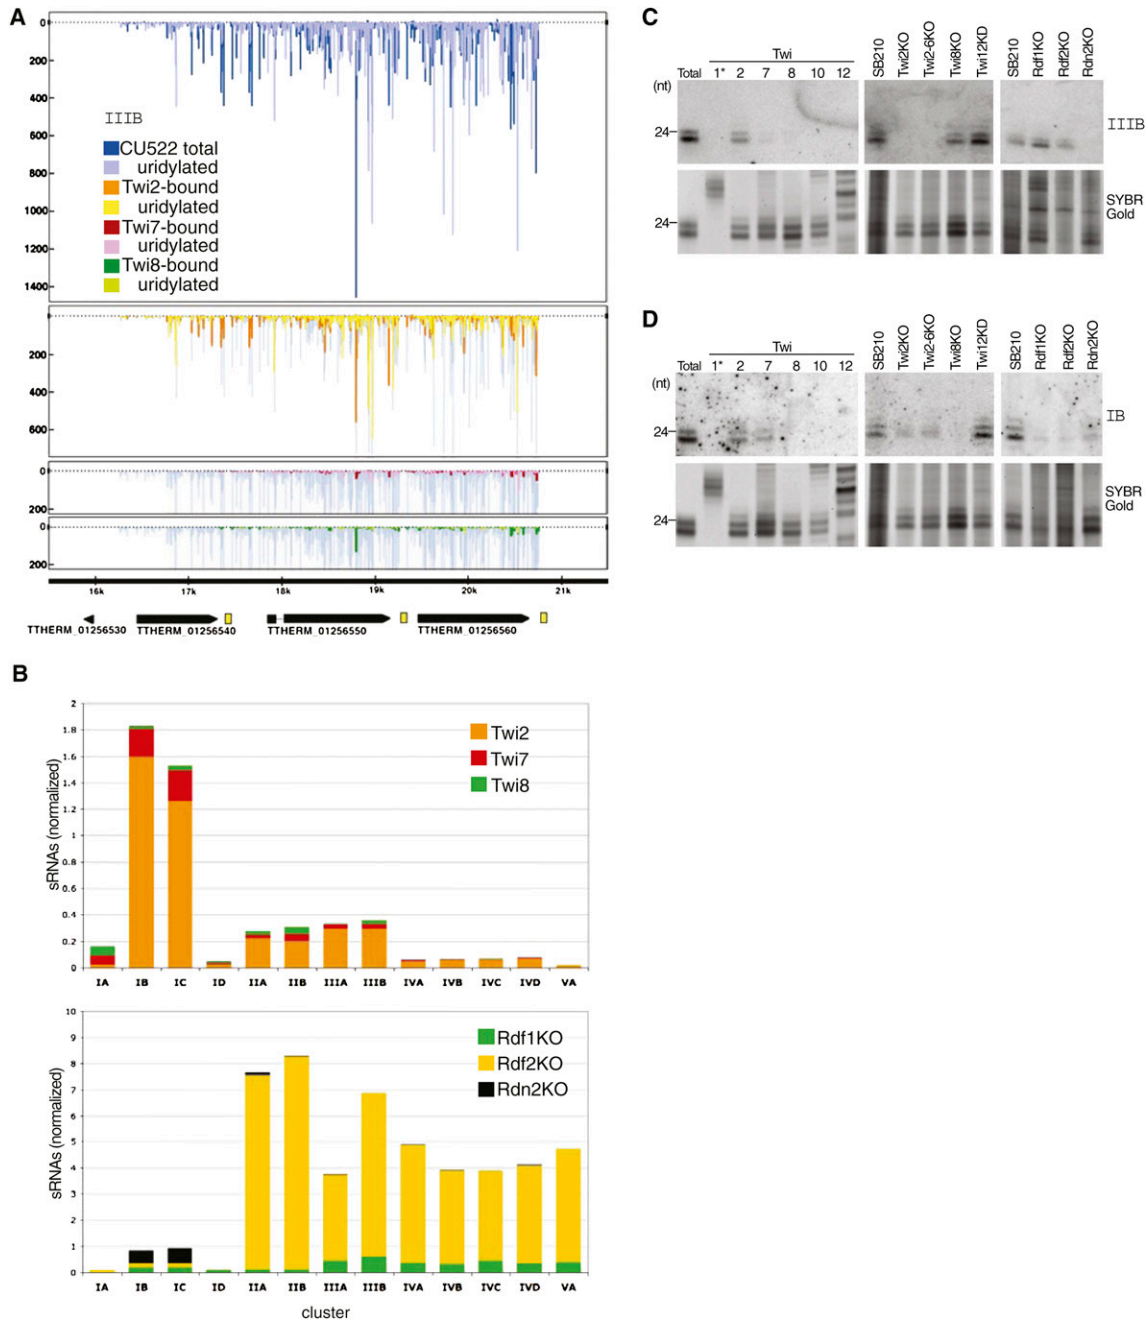 A
0
200
400
600
800
1000
1200
1400
IIIB
CU522 total
uridylated
Twi2-bound
uridylated
Twi7-bound
uridylated
Twi8-bound
uridylated
0
200
400
600
0
200
0
200
16k 17k 18k 19k 20k 21k
TTHERM_01256530 TTHERM_01256540 TTHERM_01256550 TTHERM_01256560
B
2
1.8
1.6
1.4
1.2
1
0.8
0.6
0.4
0.2
0
sRNAs (normalized)
Twi2
Twi7
Twi8
IA IB IC ID IIA IIB IIIA IIIB IVA IVB IVC IVD VA
10
9
8
7
6
5
4
3
2
1
0
sRNAs (normalized)
Rdf1KO
Rdf2KO
Rdn2KO
IA IB IC ID IIA IIB IIIA IIIB IVA IVB IVC IVD VA
cluster
C
Twi
Total 1* 2 7 8 10 12
SB210 Twi2KO Twi2-6KO Twi8KO Twi12KD
SB210 Rdf1KO Rdf2KO Rdn2KO
(nt)
24
IIIB
24
SYBR
Gold
D
Twi
Total 1* 2 7 8 10 12
SB210 Twi2KO Twi2-6KO Twi8KO Twi12KD
SB210 Rdf1KO Rdf2KO Rdn2KO
(nt)
24
IB
24
SYBR
Gold